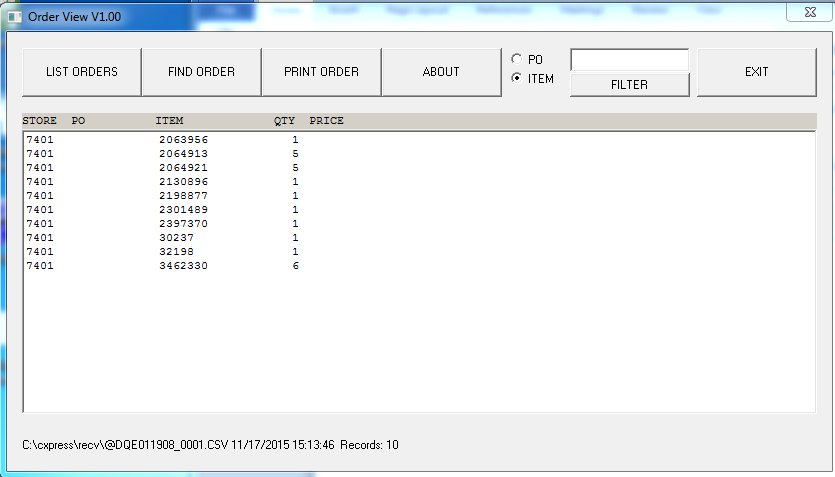 Order View V1.00
LIST ORDERS FIND ORDER PRINT ORDER ABOUT PO ITEM FILTER EXIT
STORE PO ITEM QTY PRICE
7401 2063956 1
7401 2064913 5
7401 2064921 5
7401 2130896 1
7401 2198877 1
7401 2301489 1
7401 2397370 1
7401 30237 1
7401 32198 1
7401 3462330 6
C:\cxpress\recv\@DQE011908_0001.CSV 11/17/2015 15:13:46 Records: 10